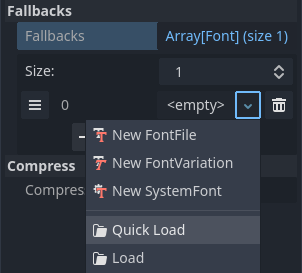 Fallbacks
Fallbacks Array[Font] (size 1)
Size: 1
0 <empty>
New FontFile
New FontVariation
Compress
New SystemFont
Compres
Quick Load
Load